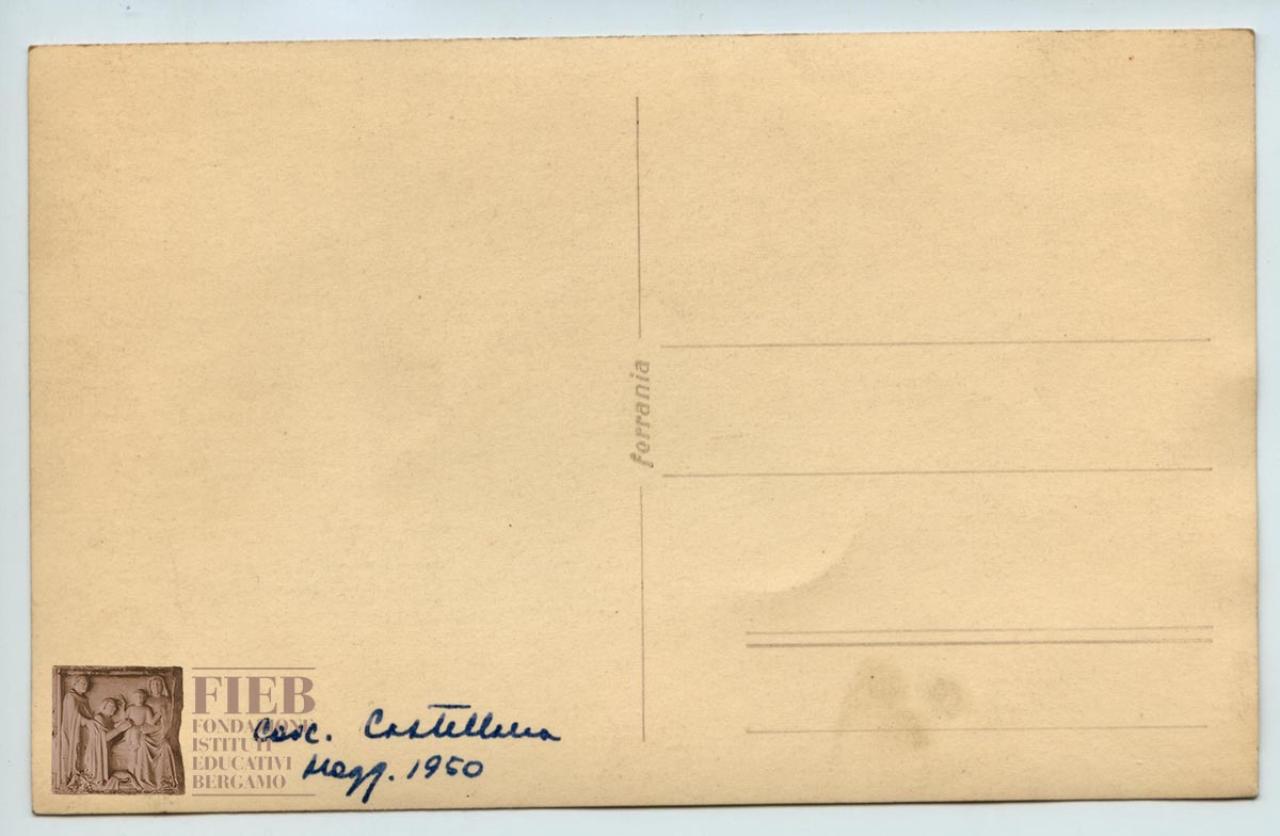 ferrania
FIEB
FONDAZIONE
ISTITUTI
EDUCATIVI
BERGAMO
Casc. Castellana
Magg. 1950